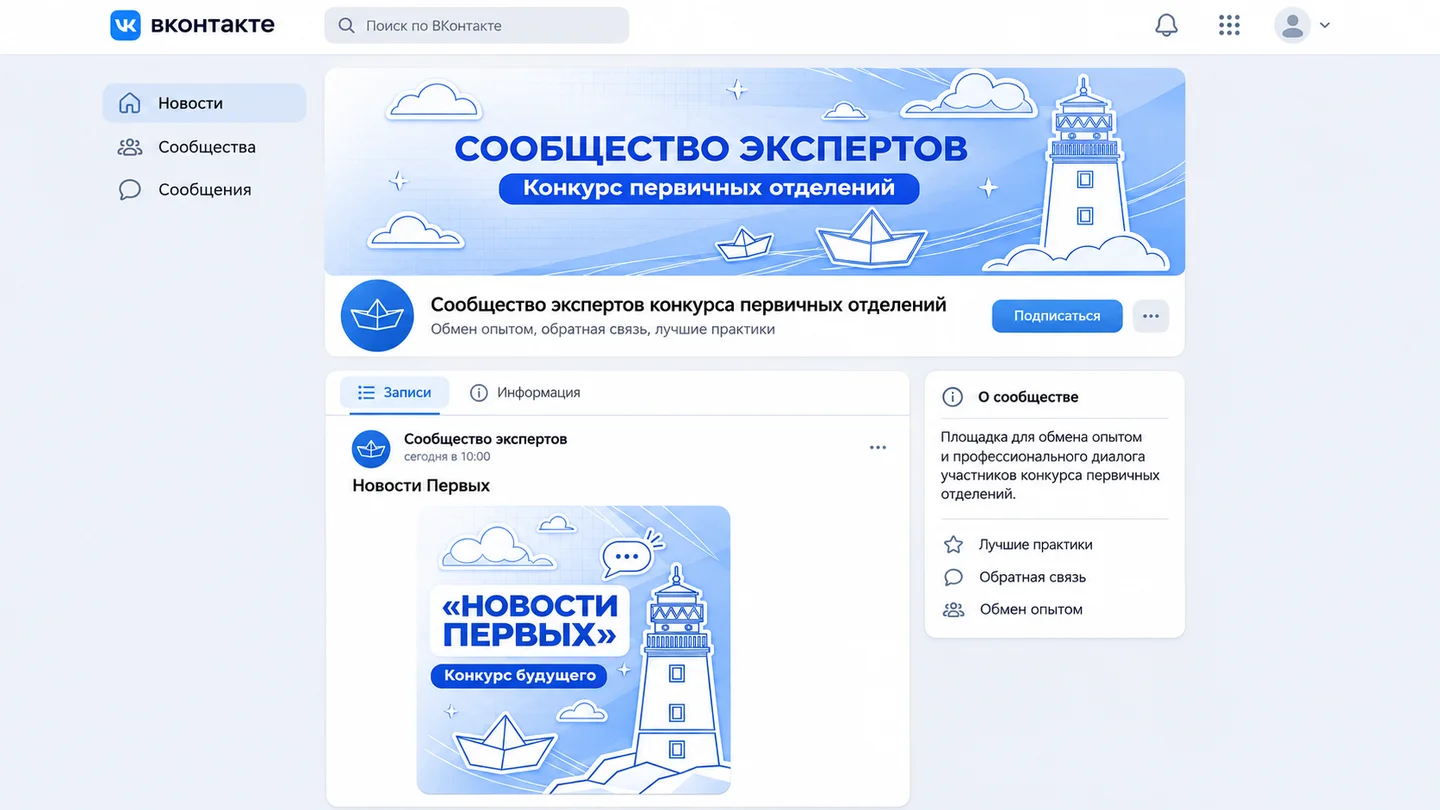 вконтакте
Поиск по ВКонтакте
Новости
Сообщества
Сообщения
СООБЩЕСТВО ЭКСПЕРТОВ
Конкурс первичных отделений
Сообщество экспертов конкурса первичных отделений
Обмен опытом, обратная связь, лучшие практики
Подписаться
Записи
Информация
Сообщество экспертов
сегодня в 10:00
Новости Первых
«НОВОСТИ
ПЕРВЫХ»
Конкурс будущего
О сообществе
Площадка для обмена опытом
и профессионального диалога
участников конкурса первичных
отделений.
Лучшие практики
Обратная связь
Обмен опытом